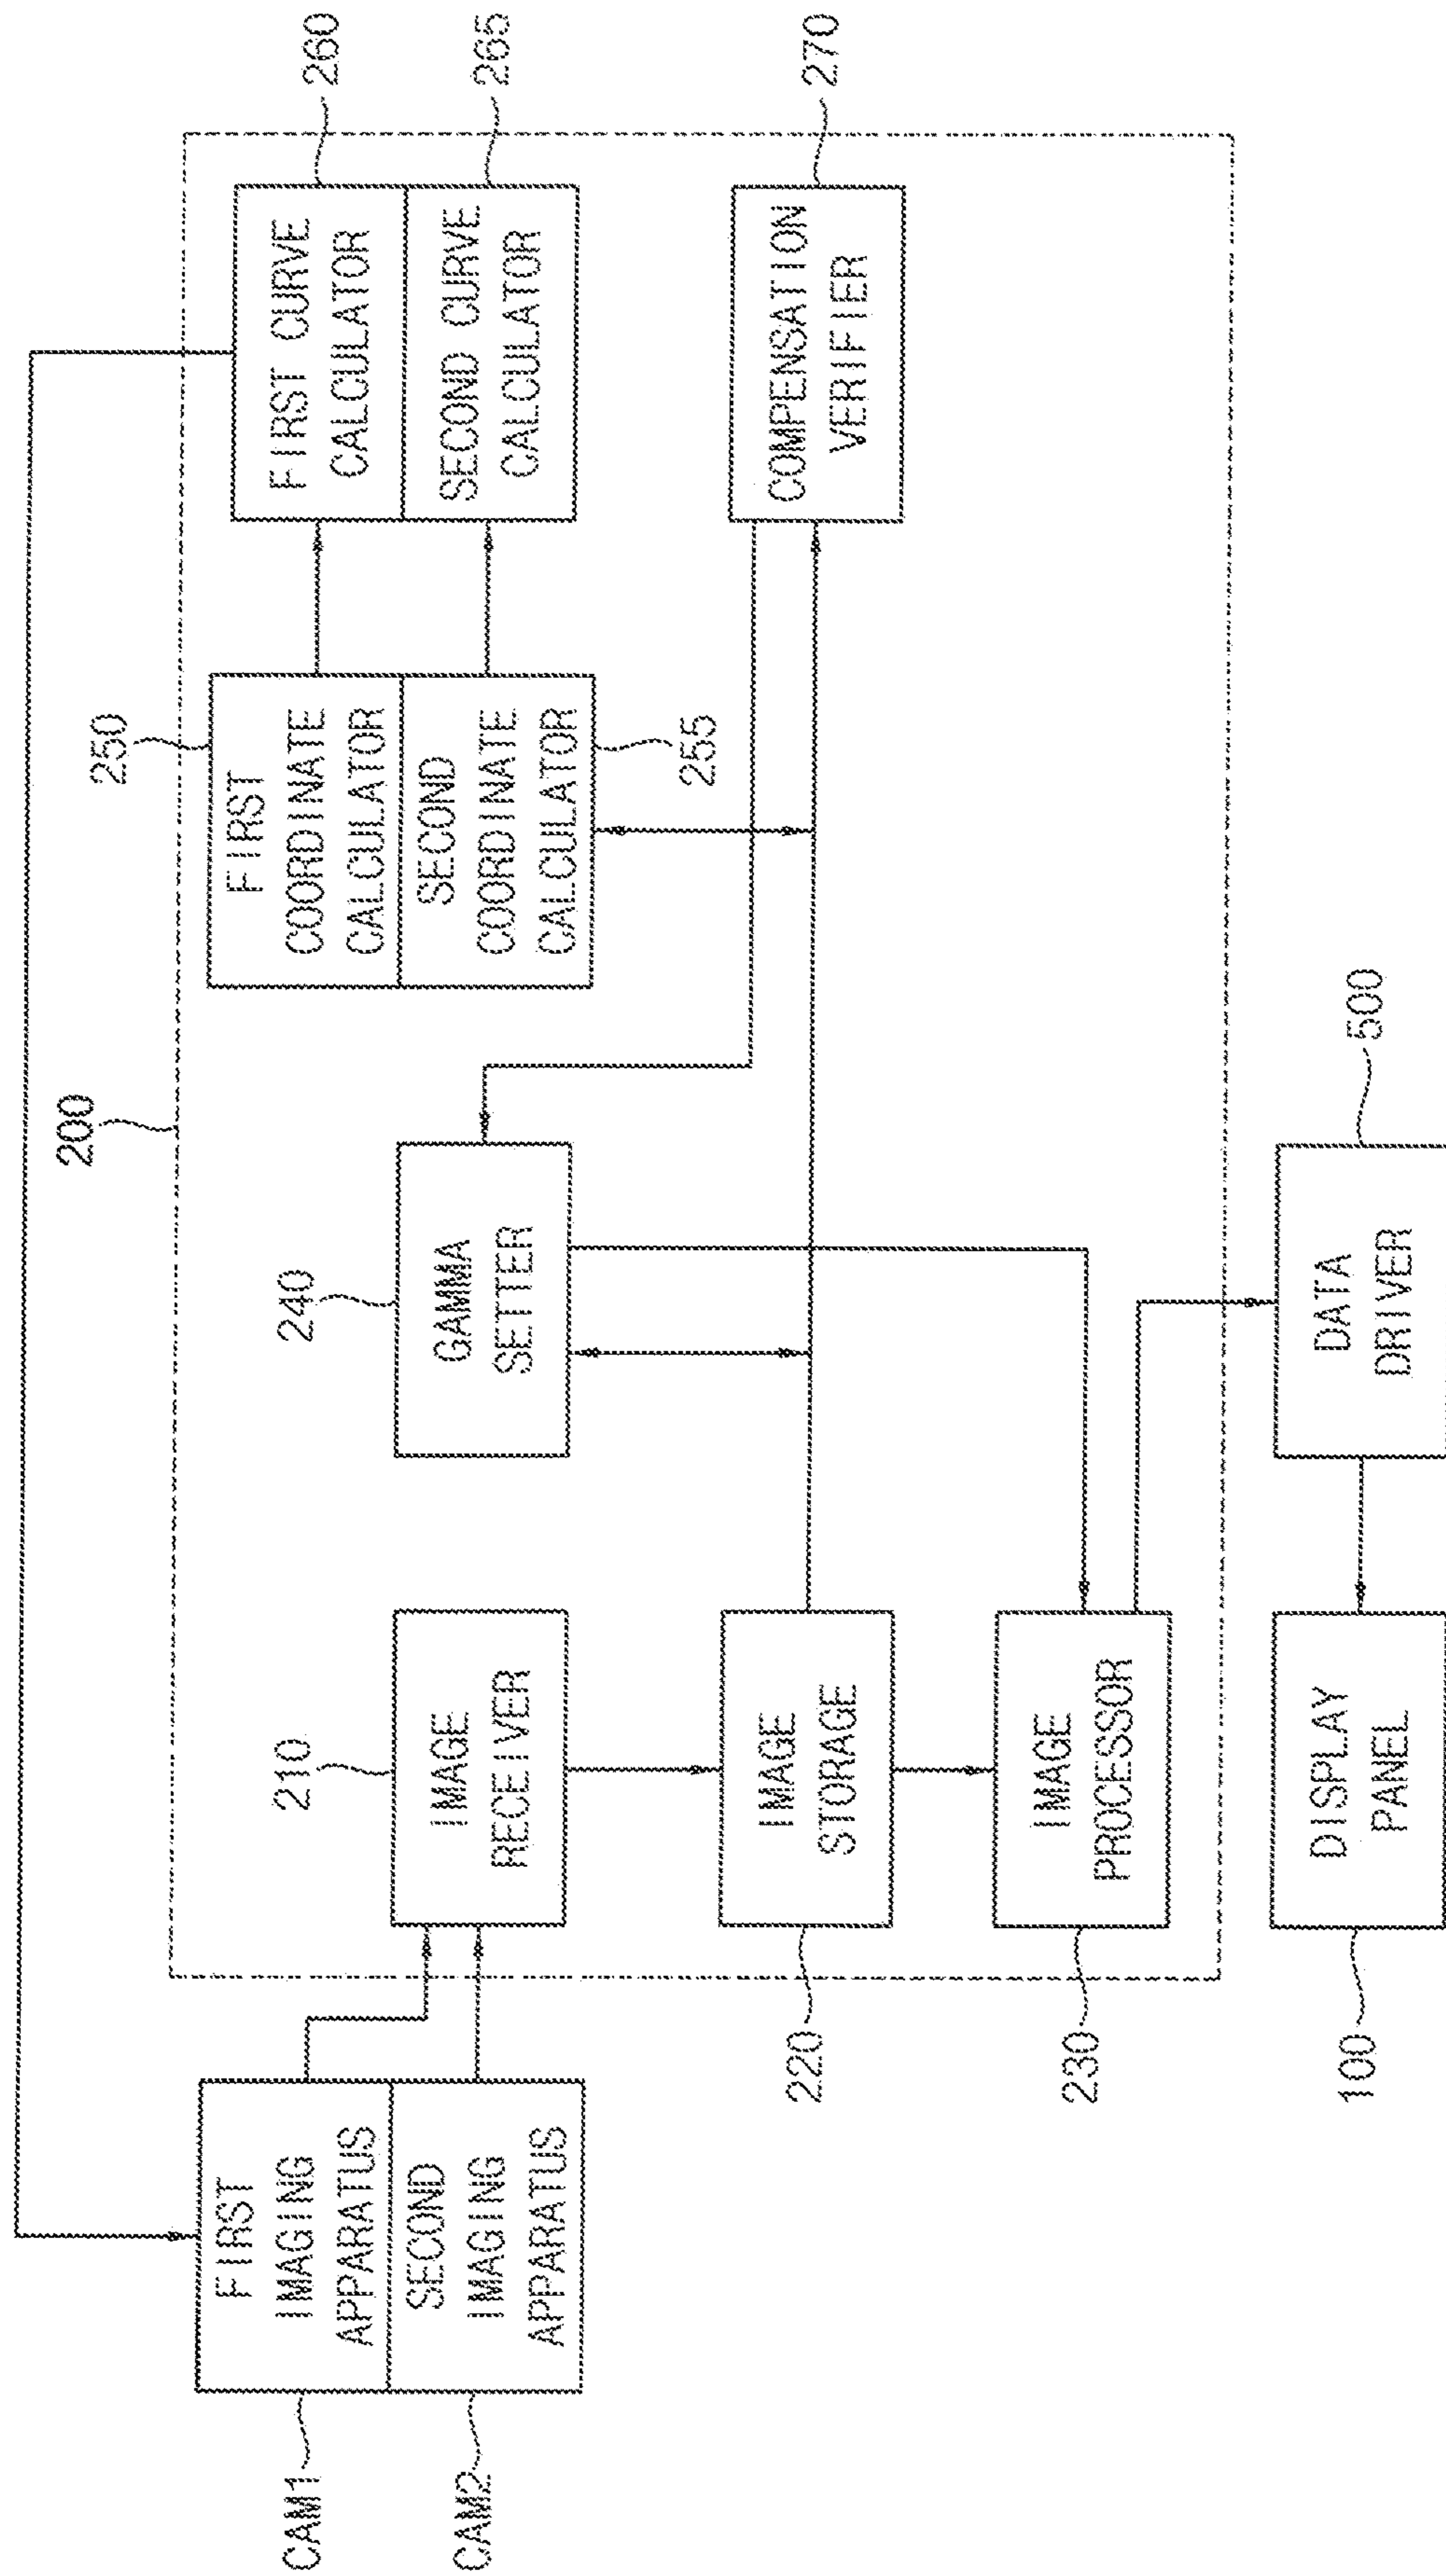 200
CAM1
FIRST
IMAGING
APPARATUS
CAM2
SECOND
IMAGING
APPARATUS
210
IMAGE
RECEIVER
240
GAMMA
SETTER
250
FIRST
COORDINATE
CALCULATOR
SECOND
COORDINATE
CALCULATOR
255
260
FIRST CURVE
CALCULATOR
265
SECOND CURVE
CALCULATOR
220
IMAGE
STORAGE
270
COMPENSATION
VERIFIER
230
IMAGE
PROCESSOR
100
DISPLAY
PANEL
DATA
DRIVER
500